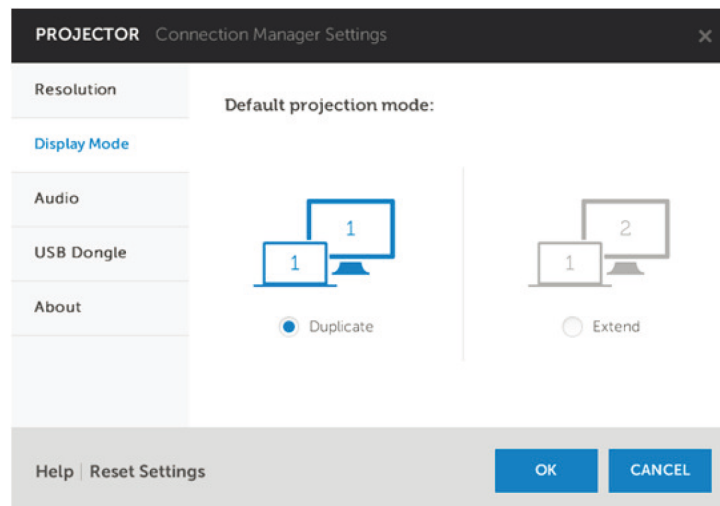 PROJECTOR Connection Manager Settings
Resolution
Display Mode
Audio
USB Dongle
About
Default projection mode:
1
1
Duplicate
2
1
Extend
Help | Reset Settings
OK
CANCEL